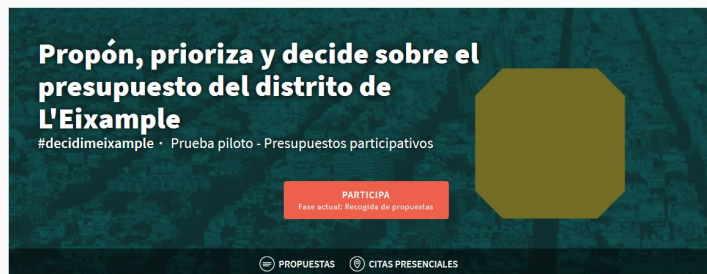 Propón, prioriza y decide sobre el
presupuesto del distrito de
L'Eixample
#decidimeixample · Prueba piloto - Presupuestos participativos
PARTICIPA
Fase actual: Recogida de propuestas
PROPUESTAS CITAS PRESENCIALES